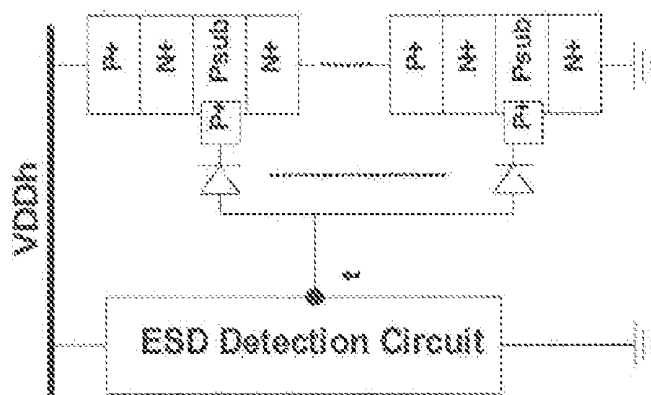 P+ N+ Psub N+ P+ N+ Psub N+
P+ P+
VDDh
ESD Detection Circuit